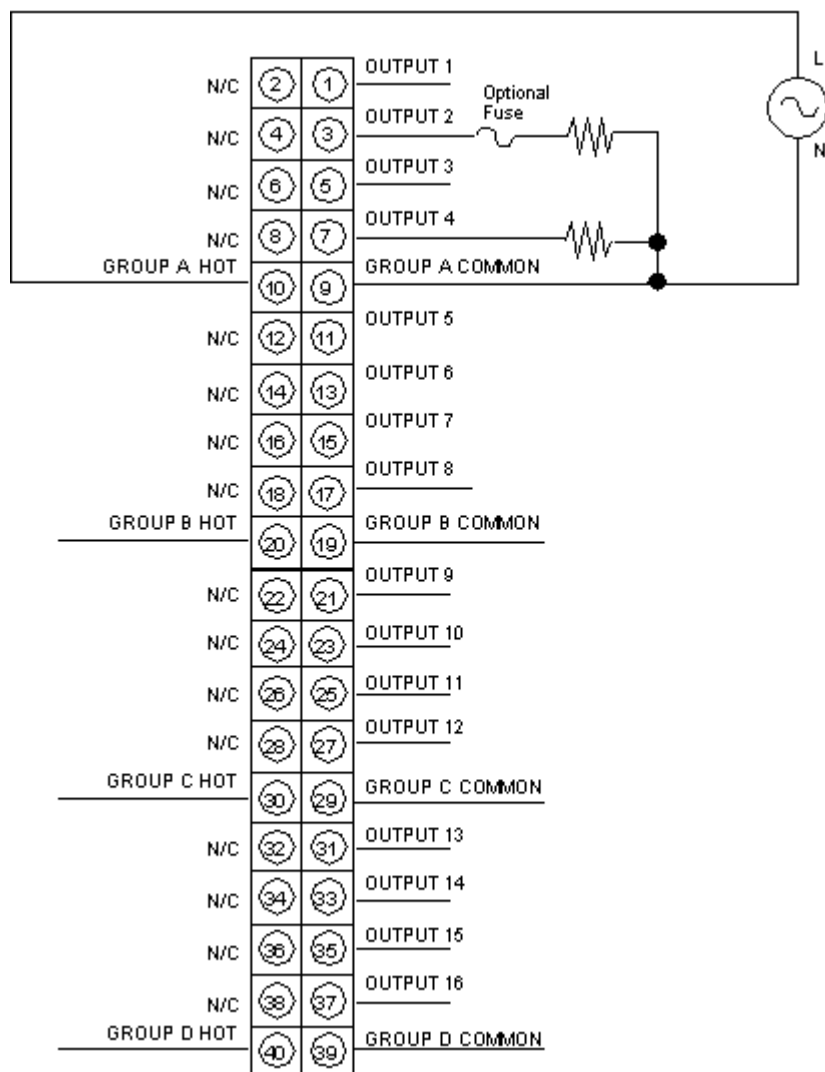 L
OUTPUT 1
N/C 2 1
Optional
Fuse
OUTPUT 2
N/C 4 3
N
OUTPUT 3
N/C 6 5
OUTPUT 4
N/C 8 7
GROUP A HOT 10 9 GROUP A COMMON
OUTPUT 5
N/C 12 11
OUTPUT 6
N/C 14 13
OUTPUT 7
N/C 16 15
OUTPUT 8
N/C 18 17
GROUP B HOT 20 19 GROUP B COMMON
OUTPUT 9
N/C 22 21
OUTPUT 10
N/C 24 23
OUTPUT 11
N/C 26 25
OUTPUT 12
N/C 28 27
GROUP C HOT 30 29 GROUP C COMMON
OUTPUT 13
N/C 32 31
OUTPUT 14
N/C 34 33
OUTPUT 15
N/C 36 35
OUTPUT 16
N/C 38 37
GROUP D HOT 40 39 GROUP D COMMON